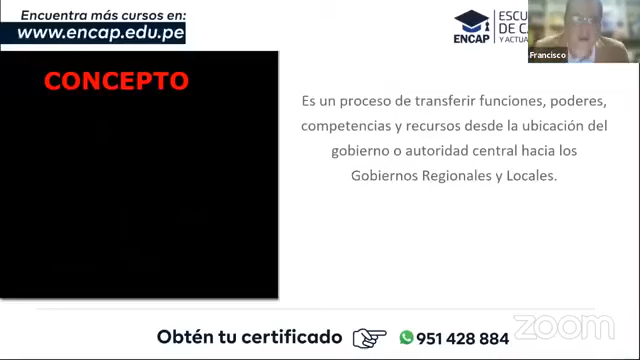 Encuentra más cursos en:
www.encap.edu.pe
ENCAP
ESCU
DE CA
Y ACTUA
Francisco
CONCEPTO
Es un proceso de transferir funciones, poderes,
competencias y recursos desde la ubicación del
gobierno o autoridad central hacia los
Gobiernos Regionales y Locales.
Obtén tu certificado
951 428 884
zoom